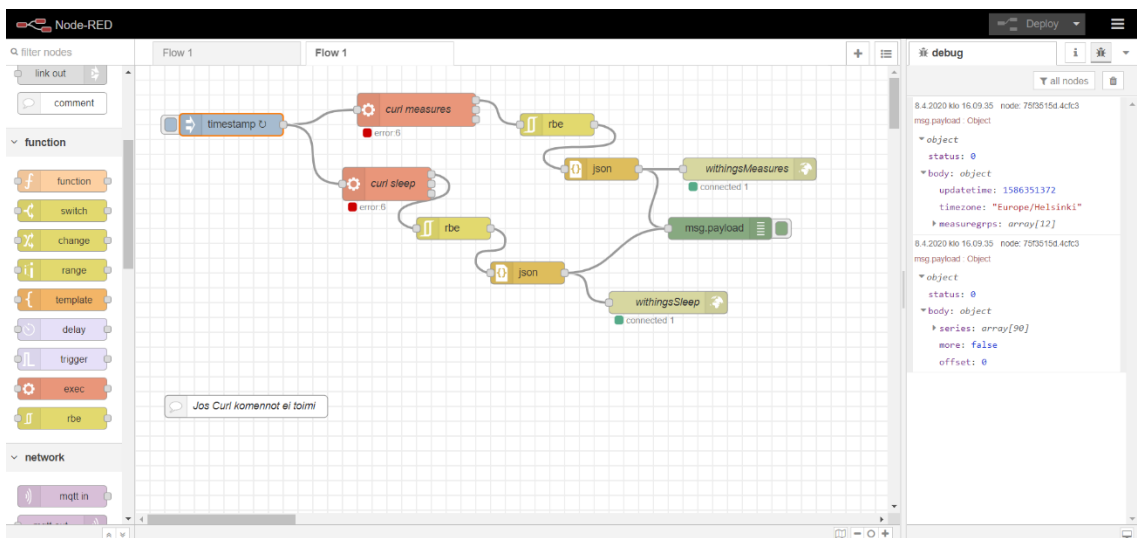 Node-RED
Deploy
filter nodes
link out
comment
function
function
switch
change
range
template
delay
trigger
exec
rbe
network
mqtt in
Flow 1
Flow 1
timestamp ↻
curl measures
error:6
rbe
json
withingsMeasures
connected 1
curl sleep
error:6
rbe
msg.payload
json
withingsSleep
connected 1
Jos Curl komennot ei toimi
debug
i
all nodes
8.4.2020 klo 16.09.35 node: 75f3515d.4cfc3
msg.payload : Object
object
status: 0
body: object
updatetime: 1586351372
timezone: "Europe/Helsinki"
measuregrps: array[12]
8.4.2020 klo 16.09.35 node: 75f3515d.4cfc3
msg.payload : Object
object
status: 0
body: object
series: array[90]
more: false
offset: 0